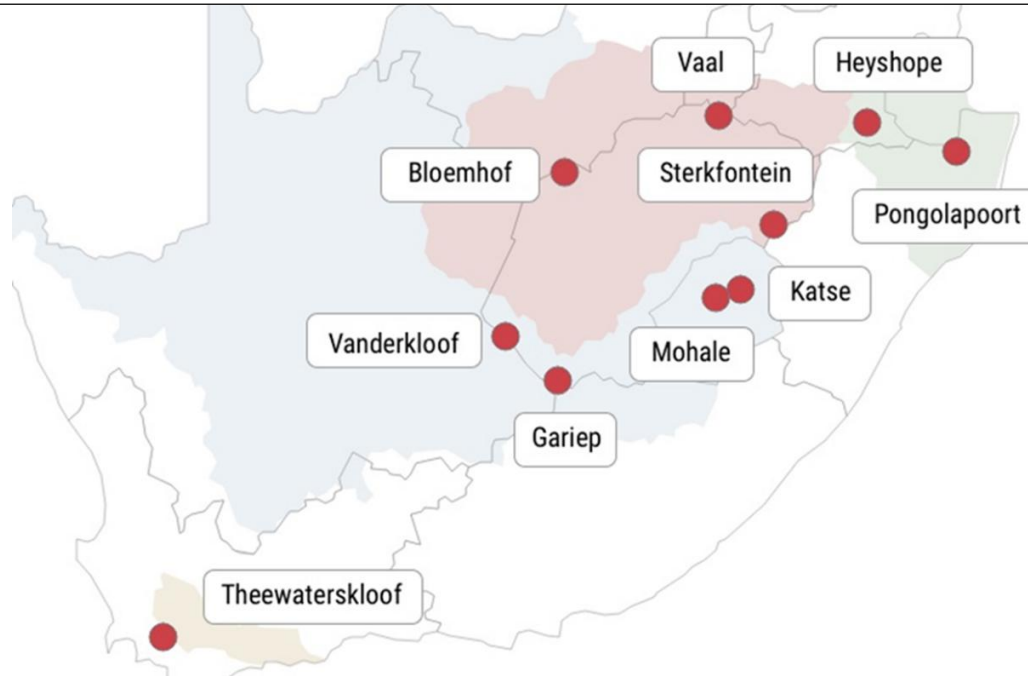 Vaal
Heyshope
Bloemhof
Sterkfontein
Pongolapoort
Katse
Vanderkloof
Mohale
Gariep
Theewaterskloof